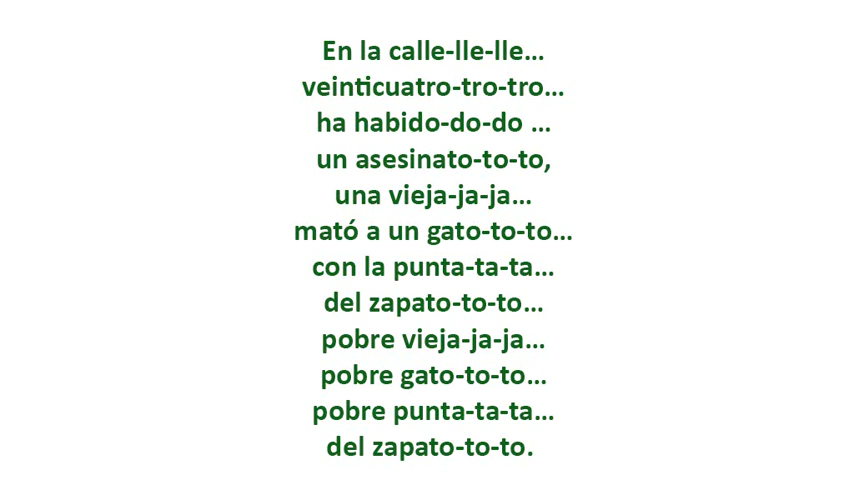 En la calle-lle-lle...
veinticuatro-tro-tro...
ha habido-do-do ...
un asesinato-to-to,
una vieja-ja-ja...
mató a un gato-to-to...
con la punta-ta-ta...
del zapato-to-to...
pobre vieja-ja-ja...
pobre gato-to-to...
pobre punta-ta-ta...
del zapato-to-to.